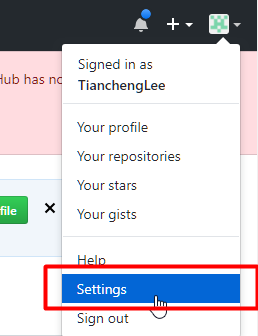 Signed in as
TianchengLee
Hub has no
Your profile
Your repositories
Your stars
file
Your gists
Help
Settings
Sign out